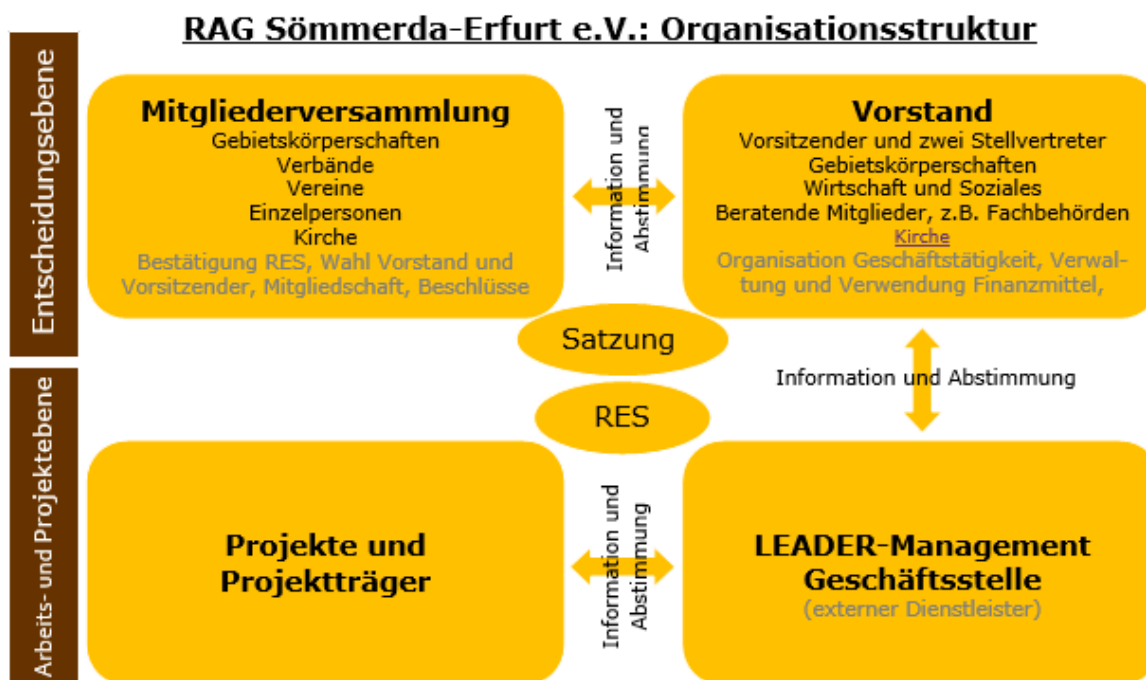 RAG Sömmerda-Erfurt e.V.: Organisationsstruktur
Entscheidungsebene
Mitgliederversammlung
Gebietskörperschaften
Verbände
Vereine
Einzelpersonen
Kirche
Bestätigung RES, Wahl Vorstand und
Vorsitzender, Mitgliedschaft, Beschlüsse
Information und
Abstimmung
Vorstand
Vorsitzender und zwei Stellvertreter
Gebietskörperschaften
Wirtschaft und Soziales
Beratende Mitglieder, z.B. Fachbehörden
Kirche
Organisation Geschäftstätigkeit, Verwal-
tung und Verwendung Finanzmittel,
Satzung
Information und Abstimmung
RES
Arbeits- und Projektebene
Projekte und
Projektträger
Information und
Abstimmung
LEADER-Management
Geschäftsstelle
(externer Dienstleister)